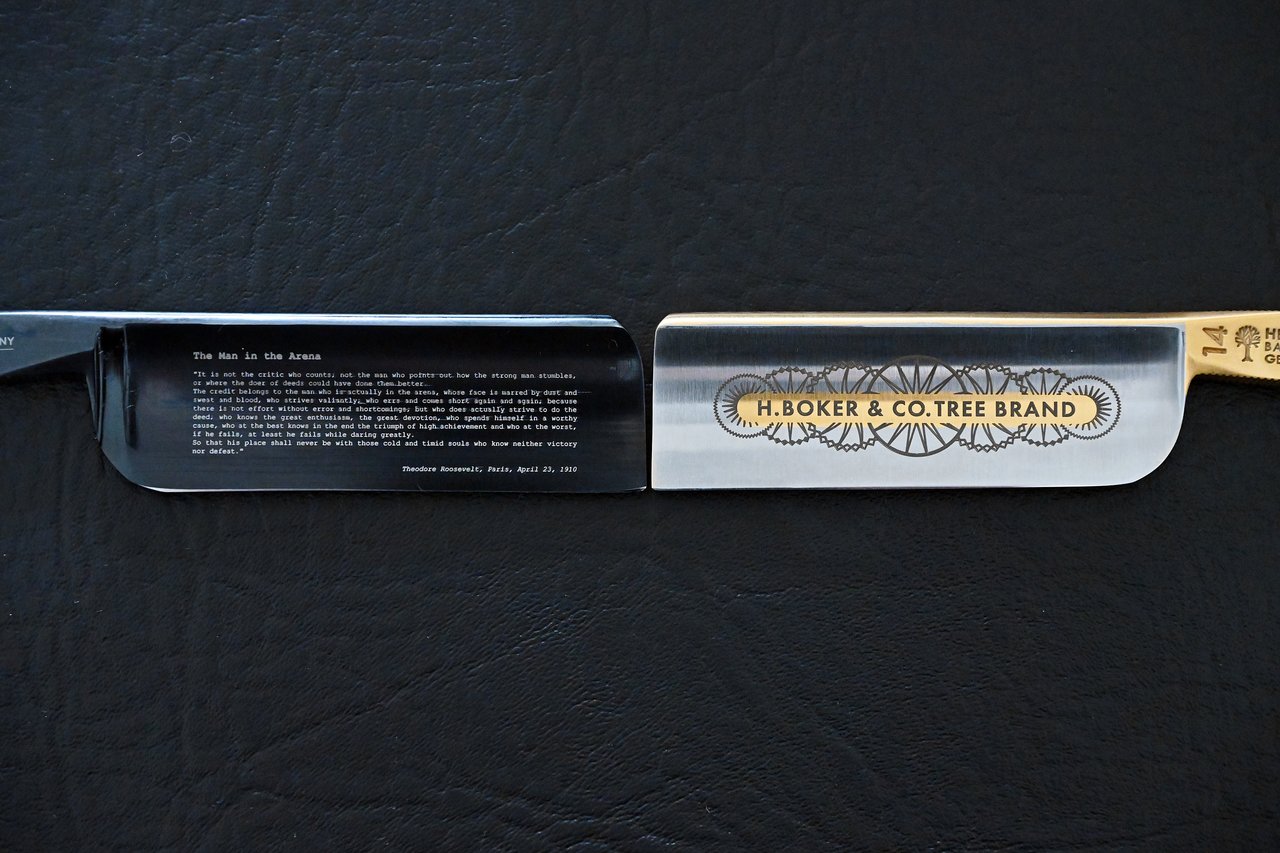 NY
The Man in the Arena
"It is not the critic who counts; not the man who points out how the strong man stumbles,
or where the doer of deeds could have done them better.
The credit belongs to the man who is actually in the arena, whose face is marred by dust and
sweat and blood, who strives valiantly, who errs and comes short again and again; because
there is not effort without error and shortcomings; but who does actually strive to do the
deed, who knows the great enthusiasm, the great devotion, who spends himself in a worthy
cause, who at the best knows in the end the triumph of high achievement and who at the worst,
if he fails, at least he fails while daring greatly.
So that his place shall never be with those cold and timid souls who know neither victory
nor defeat."
Theodore Roosevelt, Paris, April 23, 1910
H.BOKER & CO.TREE BRAND
14
HE
BA
GE